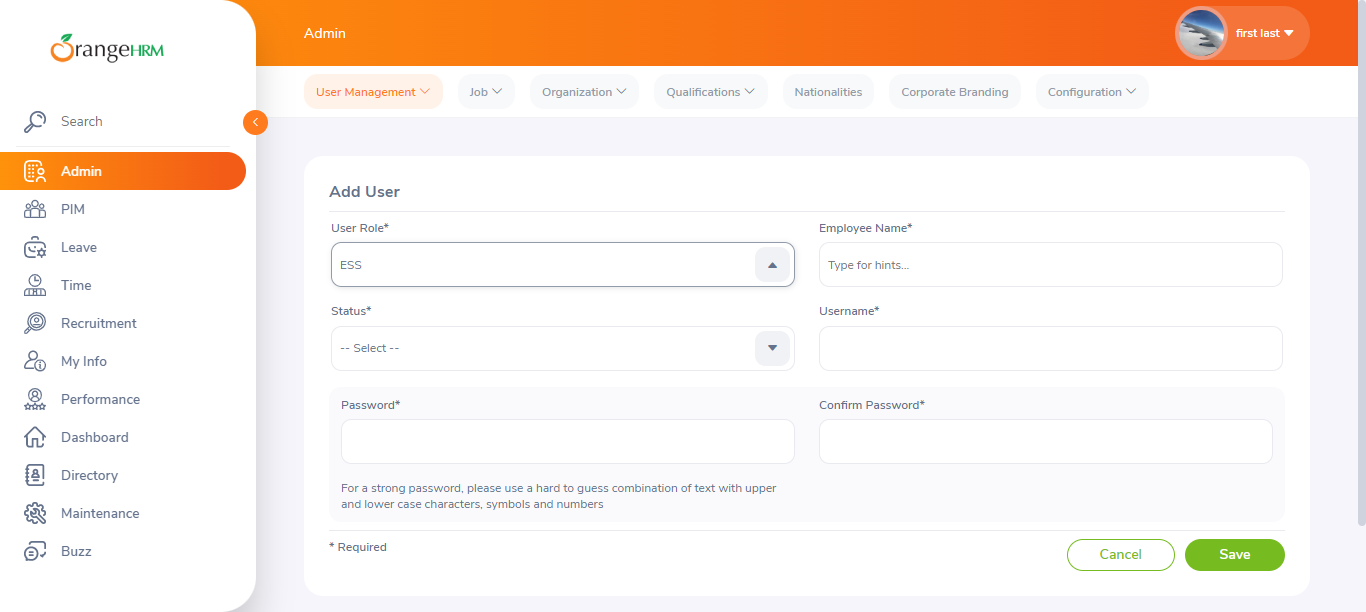 OrangeHRM
Admin
first last
User Management
Job
Organization
Qualifications
Nationalities
Corporate Branding
Configuration
Search
Admin
PIM
Leave
Time
Recruitment
My Info
Performance
Dashboard
Directory
Maintenance
Buzz
Add User
User Role*
ESS
Employee Name*
Type for hints...
Status*
-- Select --
Username*
Password*
Confirm Password*
For a strong password, please use a hard to guess combination of text with upper
and lower case characters, symbols and numbers
* Required
Cancel
Save